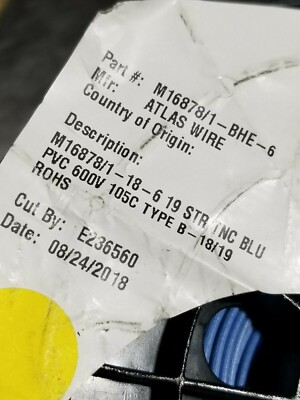 Part #: M16878/1-BHE-6
Mfr: ATLAS WIRE
Country of Origin:
Description:
M16878/1-18-6 19 STR TNC BLU
PVC 600V 105C TYPE B-18/19
ROHS
Cut By: E236560
Date: 08/24/2018